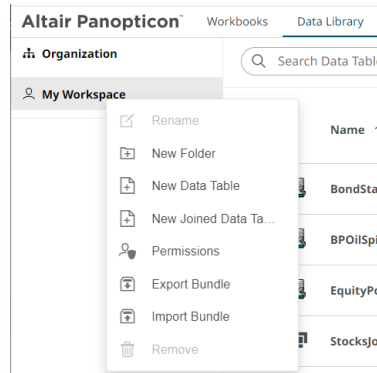 Altair Panopticon™ Workbooks Data Library
Organization
Search Data Tabl
My Workspace
Rename
Name
New Folder
New Data Table
BondSta
New Joined Data Ta...
Permissions
BPOilSpi
Export Bundle
EquityPo
Import Bundle
Remove
StocksJo